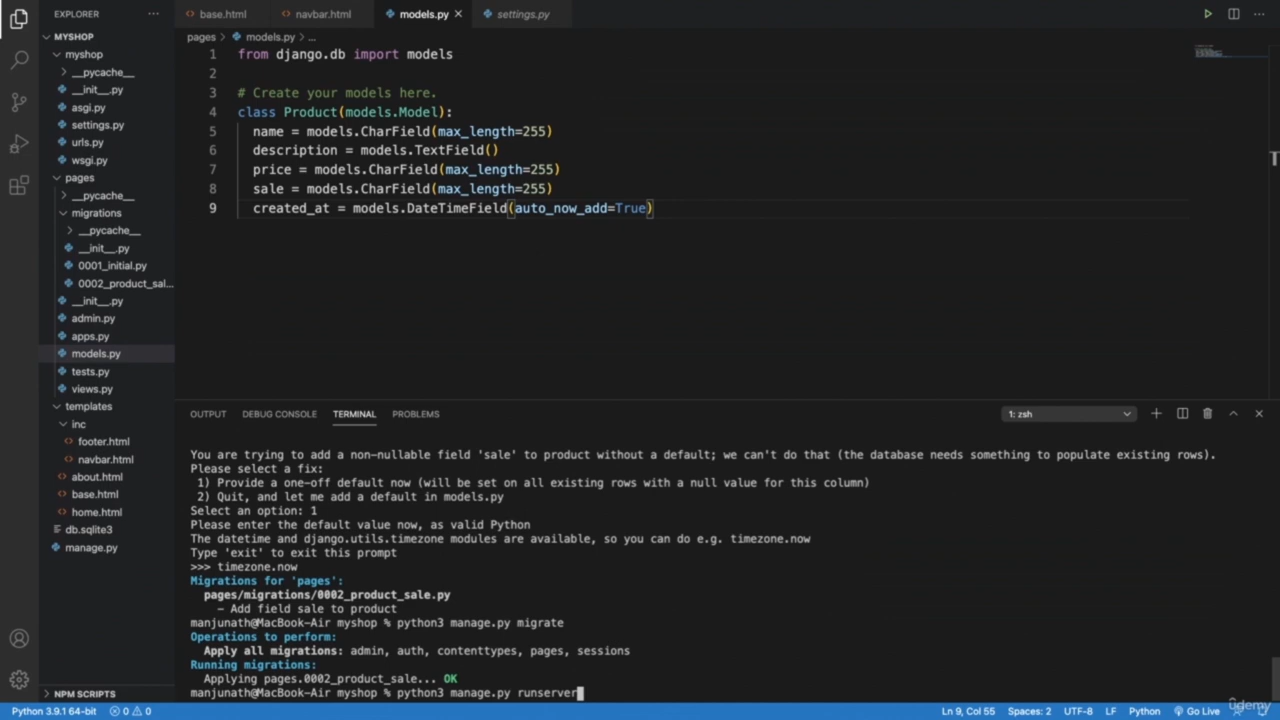 EXPLORER
MYSHOP
myshop
__pycache__
__init__.py
asgi.py
settings.py
urls.py
wsgi.py
pages
__pycache__
migrations
__pycache__
__init__.py
0001_initial.py
0002_product_sal...
__init__.py
admin.py
apps.py
models.py
tests.py
views.py
templates
inc
footer.html
navbar.html
about.html
base.html
home.html
db.sqlite3
manage.py
NPM SCRIPTS
base.html navbar.html models.py settings.py
pages > models.py > ...
1 from django.db import models
2
3 # Create your models here.
4 class Product(models.Model):
5 name = models.CharField(max_length=255)
6 description = models.TextField()
7 price = models.CharField(max_length=255)
8 sale = models.CharField(max_length=255)
9 created_at = models.DateTimeField(auto_now_add=True)
OUTPUT DEBUG CONSOLE TERMINAL PROBLEMS 1: zsh
You are trying to add a non-nullable field 'sale' to product without a default; we can't do that (the database needs something to populate existing rows).
Please select a fix:
1) Provide a one-off default now (will be set on all existing rows with a null value for this column)
2) Quit, and let me add a default in models.py
Select an option: 1
Please enter the default value now, as valid Python
The datetime and django.utils.timezone modules are available, so you can do e.g. timezone.now
Type 'exit' to exit this prompt
>>> timezone.now
Migrations for 'pages':
pages/migrations/0002_product_sale.py
- Add field sale to product
manjunath@MacBook-Air myshop % python3 manage.py migrate
Operations to perform:
Apply all migrations: admin, auth, contenttypes, pages, sessions
Running migrations:
Applying pages.0002_product_sale... OK
manjunath@MacBook-Air myshop % python3 manage.py runserver
Python 3.9.1 64-bit 0 0 Ln 9, Col 55 Spaces: 2 UTF-8 LF Python Go Live
udemy